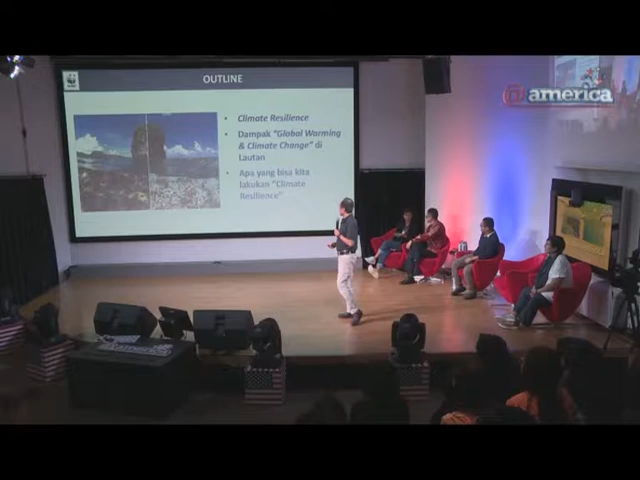 OUTLINE
@america
• Climate Resilience
• Dampak "Global Warming
& Climate Change" di
Lautan
• Apa yang bisa kita
lakukan "Climate
Resilience"